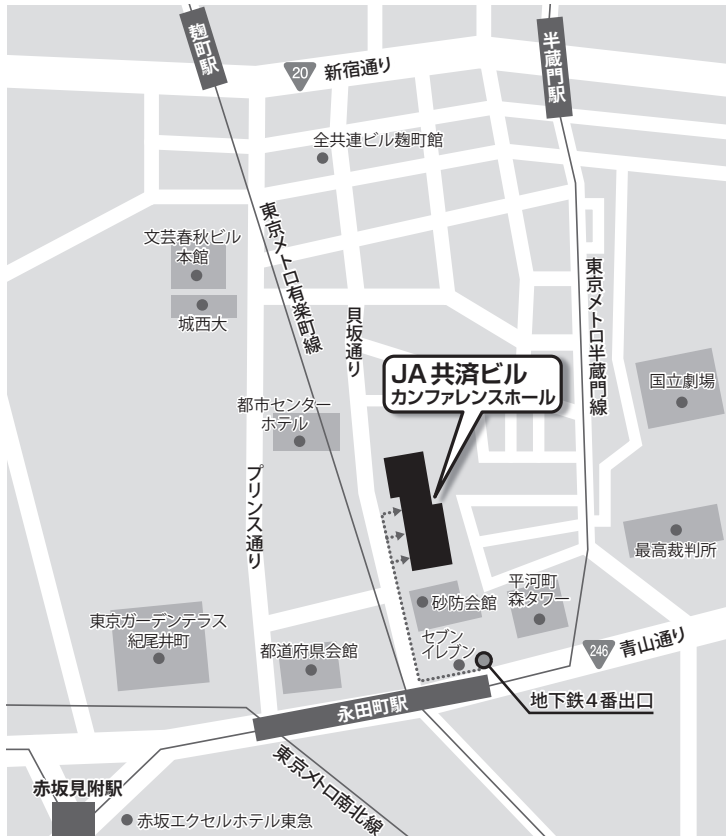 麹町駅
半蔵門駅
20
新宿通り
全共連ビル麹町館
文芸春秋ビル
本館
城西大
東京メトロ有楽町線
貝坂通り
東京メトロ半蔵門線
JA共済ビル
カンファレンスホール
国立劇場
都市センター
ホテル
プリンス通り
最高裁判所
平河町
森タワー
砂防会館
東京ガーデンテラス
紀尾井町
都道府県会館
セブン
イレブン
246
青山通り
地下鉄4番出口
永田町駅
東京メトロ南北線
赤坂見附駅
赤坂エクセルホテル東急